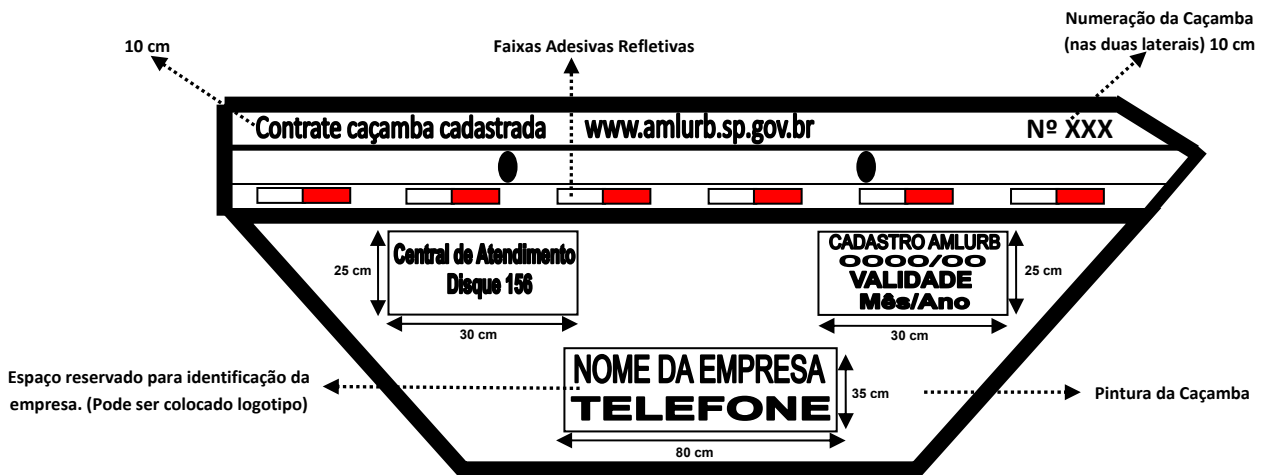 Numeração da Caçamba
(nas duas laterais) 10 cm
10 cm
Faixas Adesivas Refletivas
Contrate caçamba cadastrada www.amlurb.sp.gov.br Nº XXX
Central de Atendimento
Disque 156
25 cm
30 cm
CADASTRO AMLURB
0000/00
VALIDADE
Mês/Ano
25 cm
30 cm
Espaço reservado para identificação da
empresa. (Pode ser colocado logotipo)
NOME DA EMPRESA
TELEFONE
35 cm
80 cm
Pintura da Caçamba